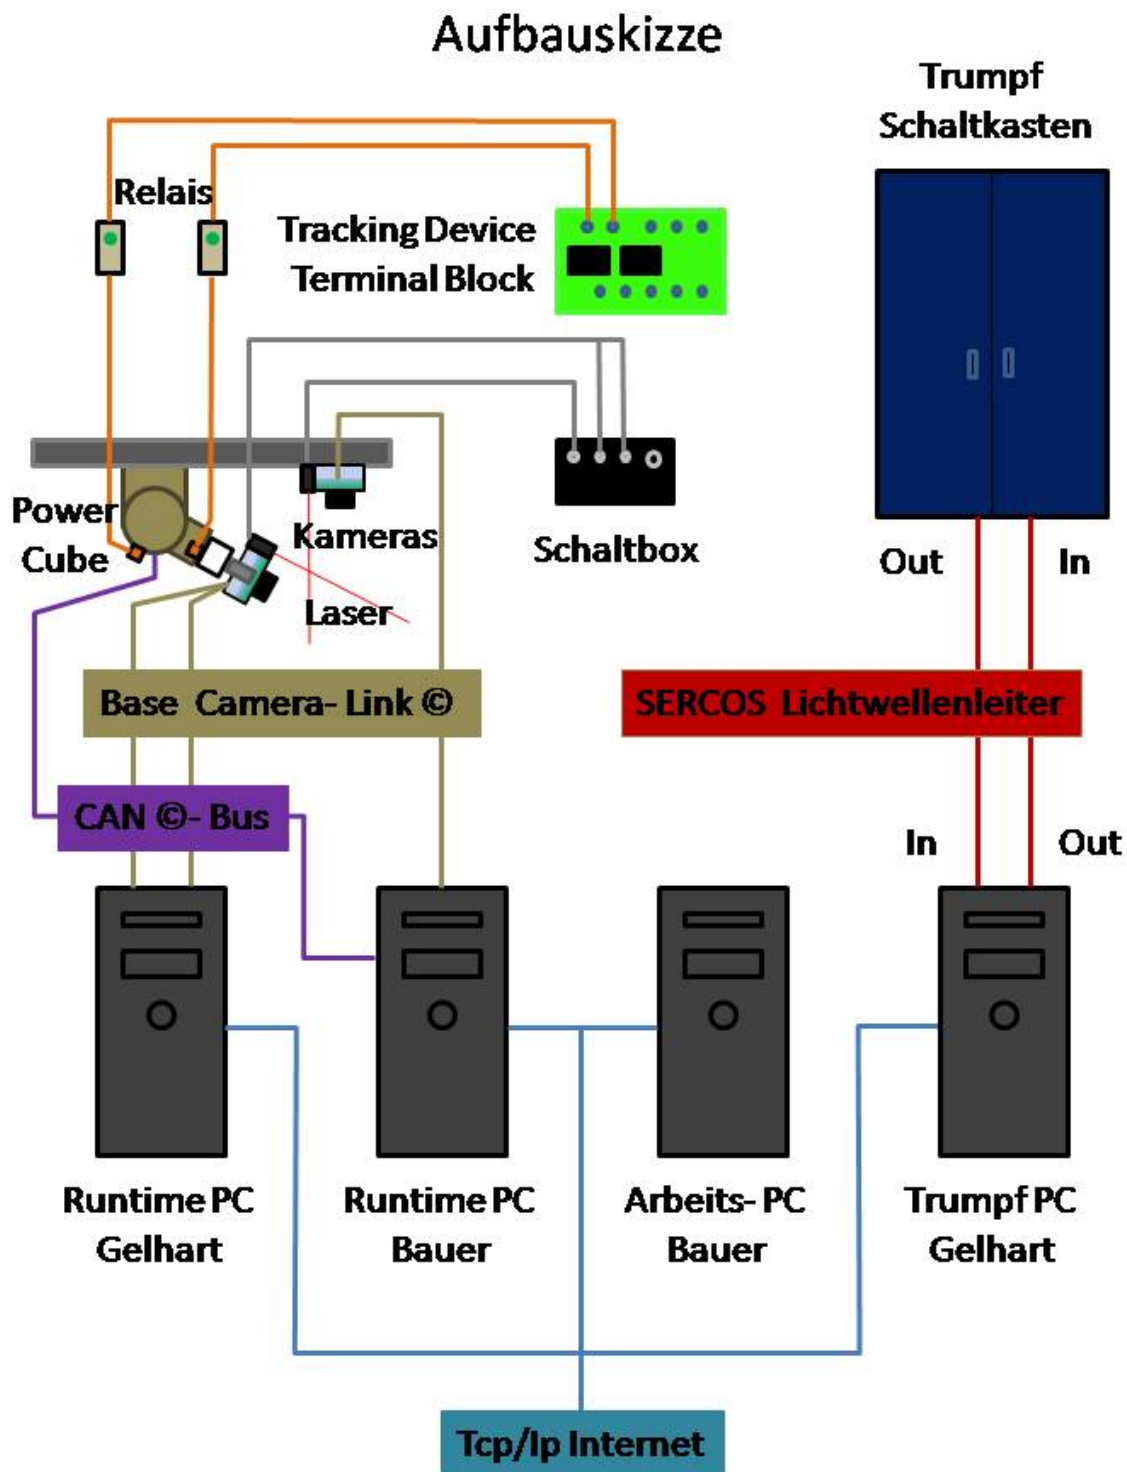 Aufbauskizze
Trumpf
Schaltkasten
Relais
Tracking Device
Terminal Block
Power
Cube
Kameras
Schaltbox
Laser
Out
In
Base Camera- Link ©
SERCOS Lichtwellenleiter
CAN ©- Bus
In
Out
Runtime PC
Gelhart
Runtime PC
Bauer
Arbeits- PC
Bauer
Trumpf PC
Gelhart
Tcp/Ip Internet